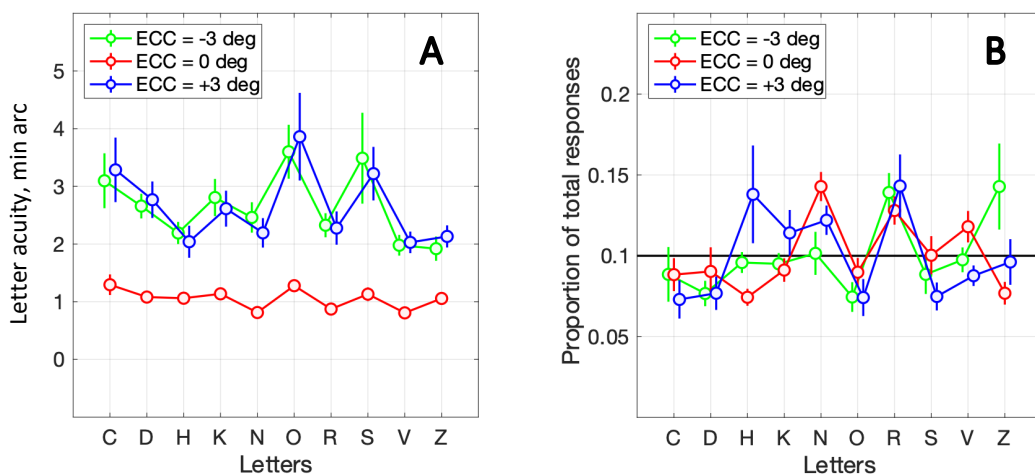 A
ECC = -3 deg
ECC = 0 deg
ECC = +3 deg
Letter acuity, min arc
5
4
3
2
1
0
C D H K N O R S V Z
Letters
B
ECC = -3 deg
ECC = 0 deg
ECC = +3 deg
Proportion of total responses
0.2
0.15
0.1
0.05
C D H K N O R S V Z
Letters